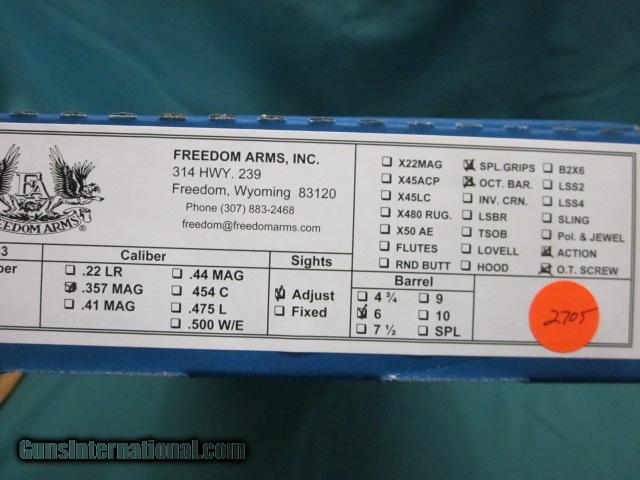 FREEDOM ARMS, INC.
314 HWY. 239
Freedom, Wyoming 83120
Phone (307) 883-2468
freedom@freedomarms.com
FA
FREEDOM ARMS®
X22MAG
X45ACP
X45LC
X480 RUG.
X50 AE
FLUTES
RND BUTT
SPL.GRIPS
OCT. BAR.
INV. CRN.
LSBR
TSOB
LOVELL
HOOD
B2X6
LSS2
LSS4
SLING
Pol. & JEWEL
ACTION
O.T. SCREW
3
ber
Caliber
.22 LR
.357 MAG
.41 MAG
.44 MAG
454 C
.475 L
.500 W/E
Sights
Adjust
Fixed
Barrel
4 ¾
6
7 ½
9
10
SPL
2705
GunsInternational.com